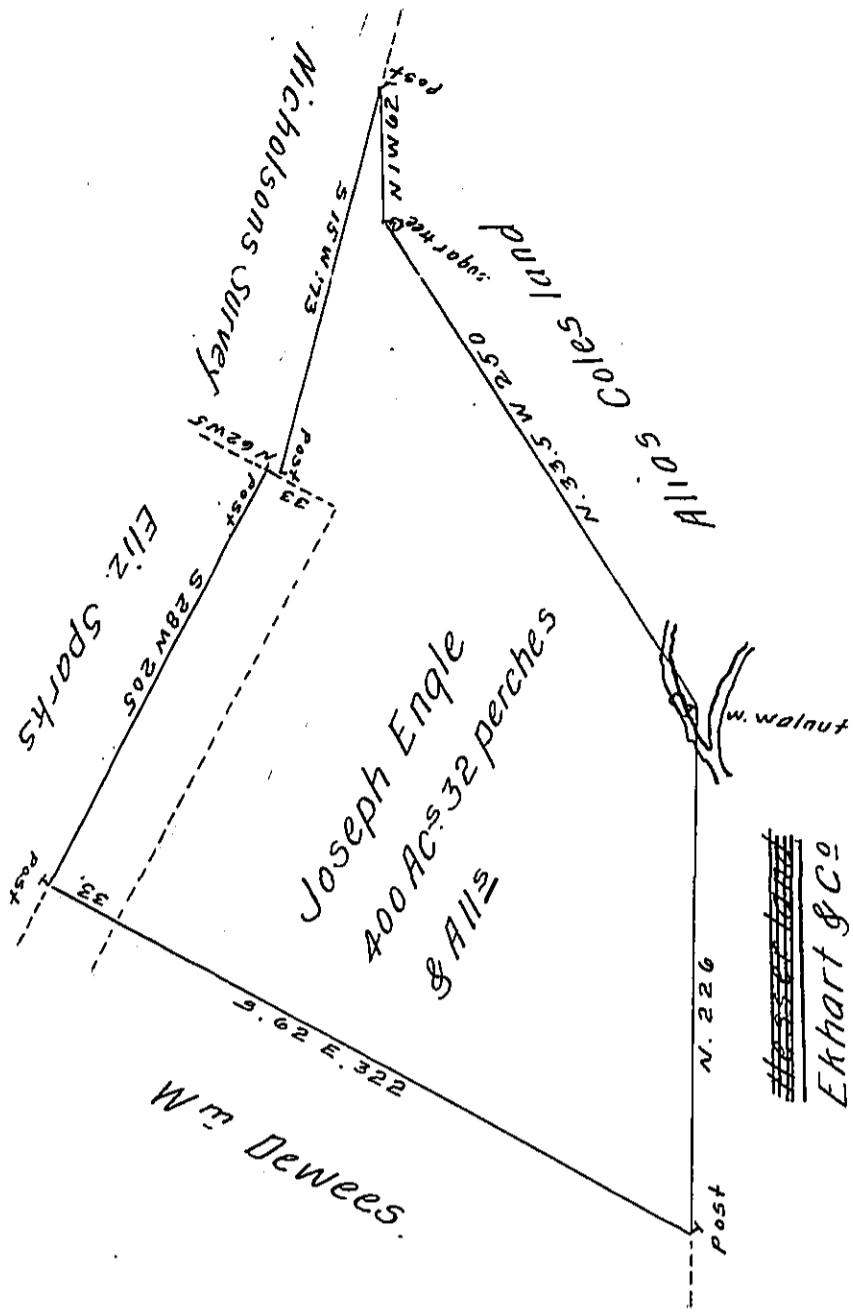 Nicholsons Survey
Post
N 1 W 62
sugar tree
S 15 W 173
Allias Coles land
N. 33.5 W 250
Post
N 62 W 5
33
Post
Eliz. Sparks
S 28 W 205
Post
33.
Joseph Engle
400 Acs 32 perches
& Alls
w. walnut
S. 62 E. 322
Wm Dewees.
N. 226
Post
Ekhart & Co